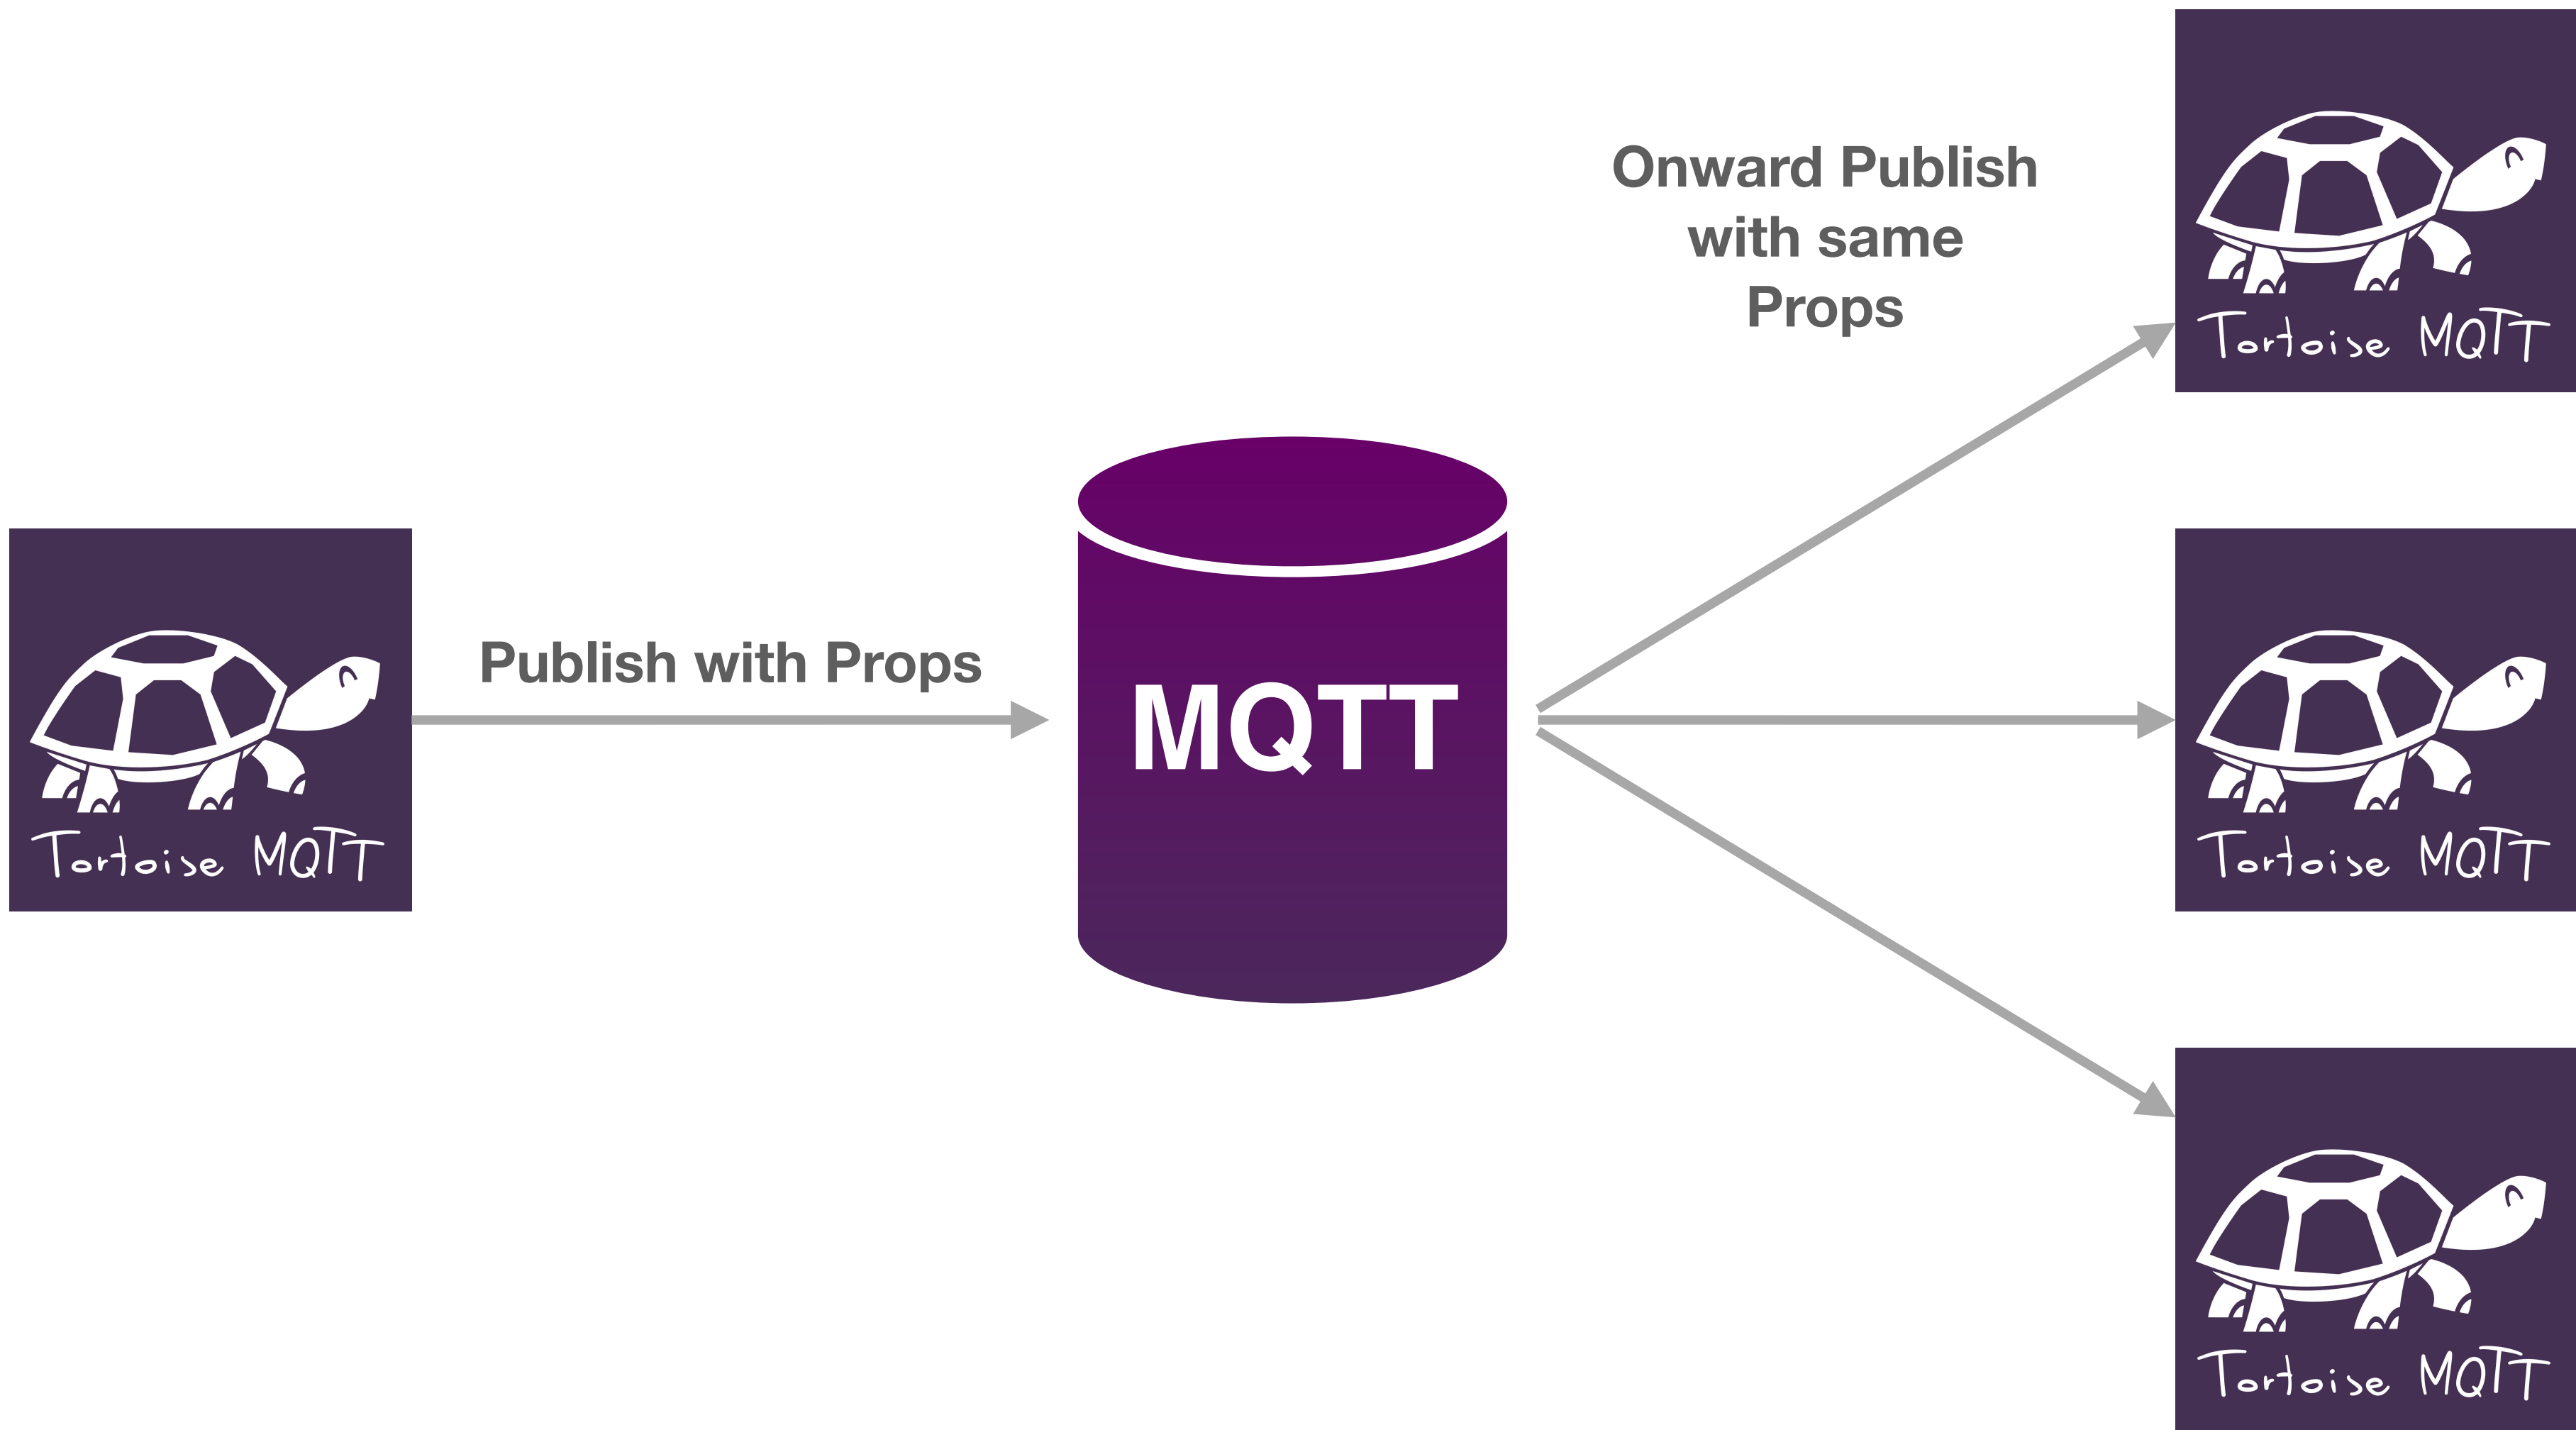 Onward Publish
with same
Props
Tortoise MQTT
Publish with Props
MQTT
Tortoise MQTT
Tortoise MQTT
Tortoise MQTT